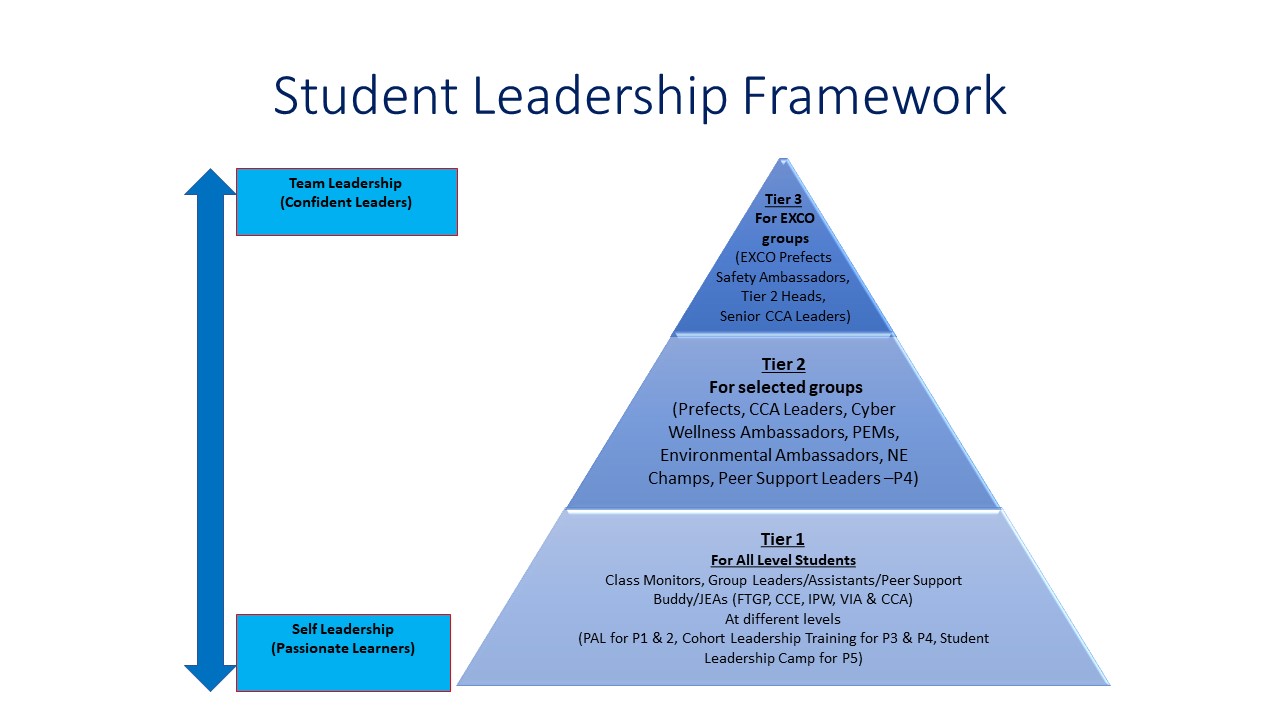 Student Leadership Framework
Team Leadership
(Confident Leaders)
Tier 3
For EXCO
groups
(EXCO Prefects
Safety Ambassadors,
Tier 2 Heads,
Senior CCA Leaders)
Tier 2
For selected groups
(Prefects, CCA Leaders, Cyber
Wellness Ambassadors, PEMs,
Environmental Ambassadors, NE
Champs, Peer Support Leaders –P4)
Tier 1
For All Level Students
Class Monitors, Group Leaders/Assistants/Peer Support
Buddy/JEAs (FTGP, CCE, IPW, VIA & CCA)
At different levels
(PAL for P1 & 2, Cohort Leadership Training for P3 & P4, Student
Leadership Camp for P5)
Self Leadership
(Passionate Learners)